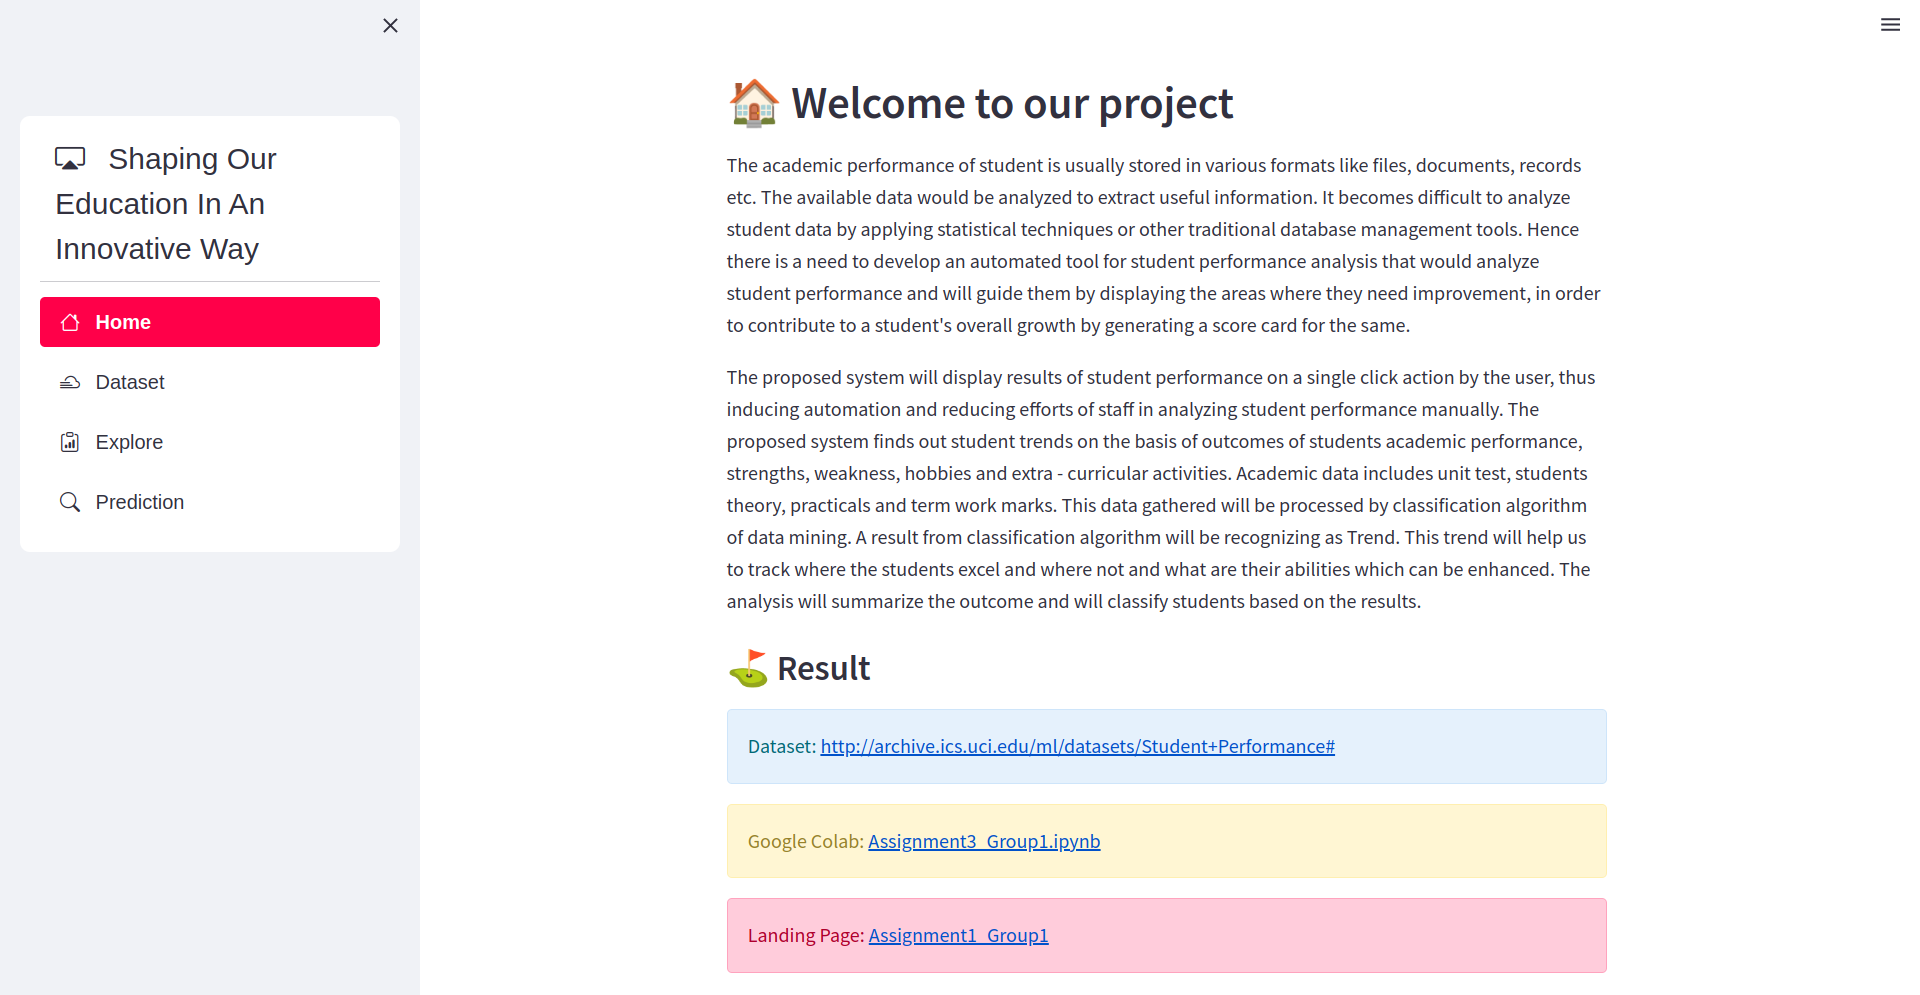 Shaping Our
Education In An
Innovative Way
Home
Dataset
Explore
Prediction
Welcome to our project
The academic performance of student is usually stored in various formats like files, documents, records
etc. The available data would be analyzed to extract useful information. It becomes difficult to analyze
student data by applying statistical techniques or other traditional database management tools. Hence
there is a need to develop an automated tool for student performance analysis that would analyze
student performance and will guide them by displaying the areas where they need improvement, in order
to contribute to a student's overall growth by generating a score card for the same.
The proposed system will display results of student performance on a single click action by the user, thus
inducing automation and reducing efforts of staff in analyzing student performance manually. The
proposed system finds out student trends on the basis of outcomes of students academic performance,
strengths, weakness, hobbies and extra - curricular activities. Academic data includes unit test, students
theory, practicals and term work marks. This data gathered will be processed by classification algorithm
of data mining. A result from classification algorithm will be recognizing as Trend. This trend will help us
to track where the students excel and where not and what are their abilities which can be enhanced. The
analysis will summarize the outcome and will classify students based on the results.
Result
Dataset: http://archive.ics.uci.edu/ml/datasets/Student+Performance#
Google Colab: Assignment3_Group1.ipynb
Landing Page: Assignment1_Group1